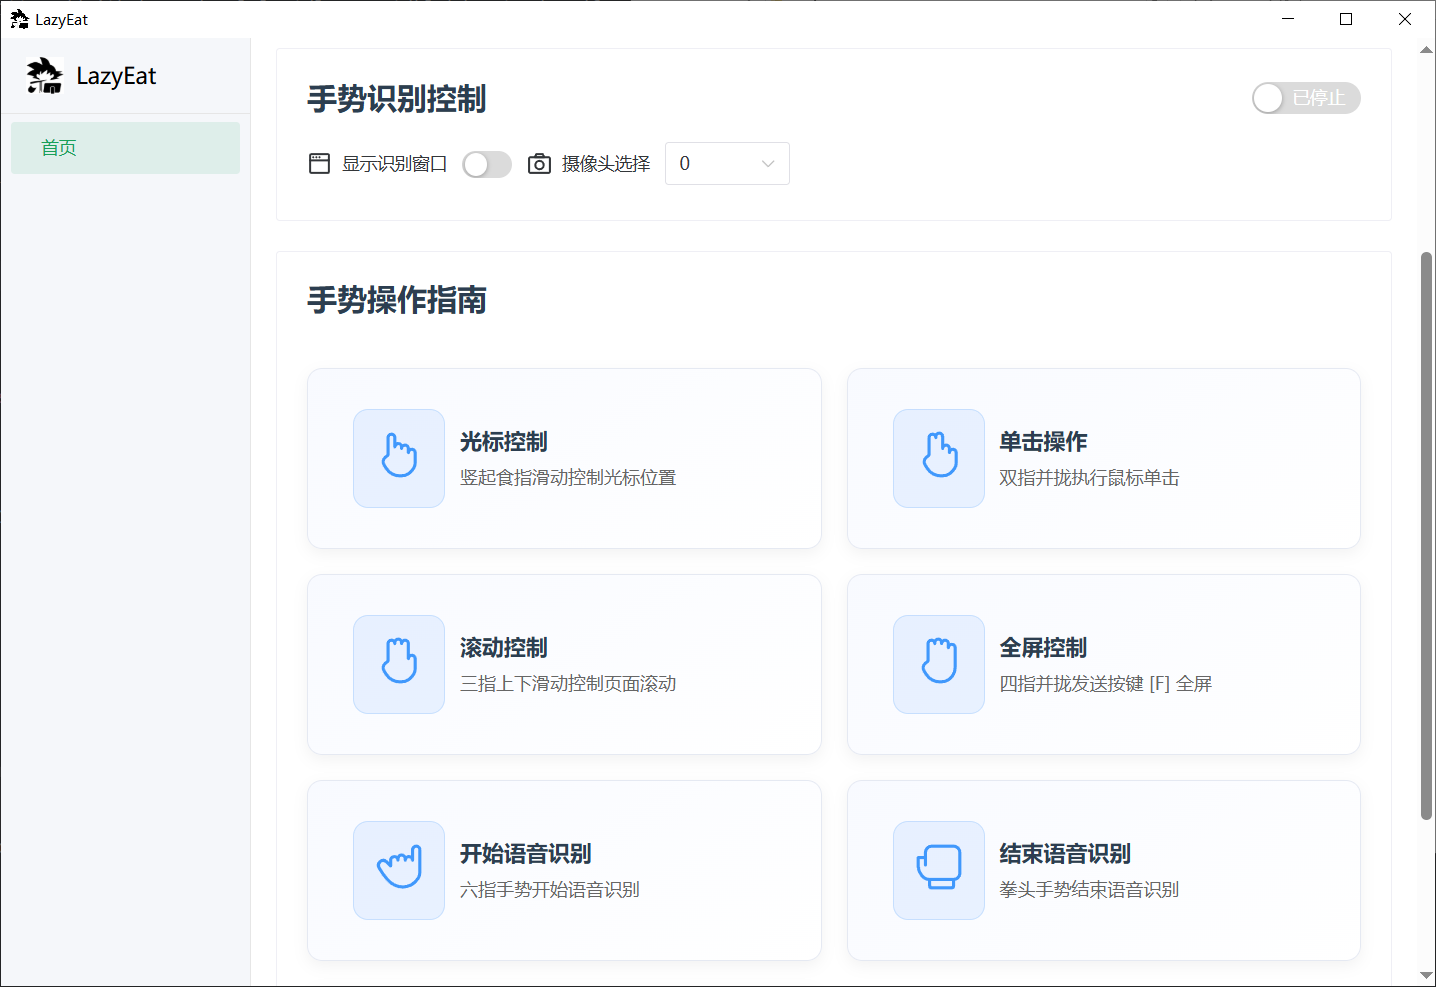 LazyEat
LazyEat
首页
手势识别控制
已停止
显示识别窗口
摄像头选择
0
手势操作指南
光标控制
竖起食指滑动控制光标位置
单击操作
双指并拢执行鼠标单击
滚动控制
三指上下滑动控制页面滚动
全屏控制
四指并拢发送按键 [F] 全屏
开始语音识别
六指手势开始语音识别
结束语音识别
拳头手势结束语音识别